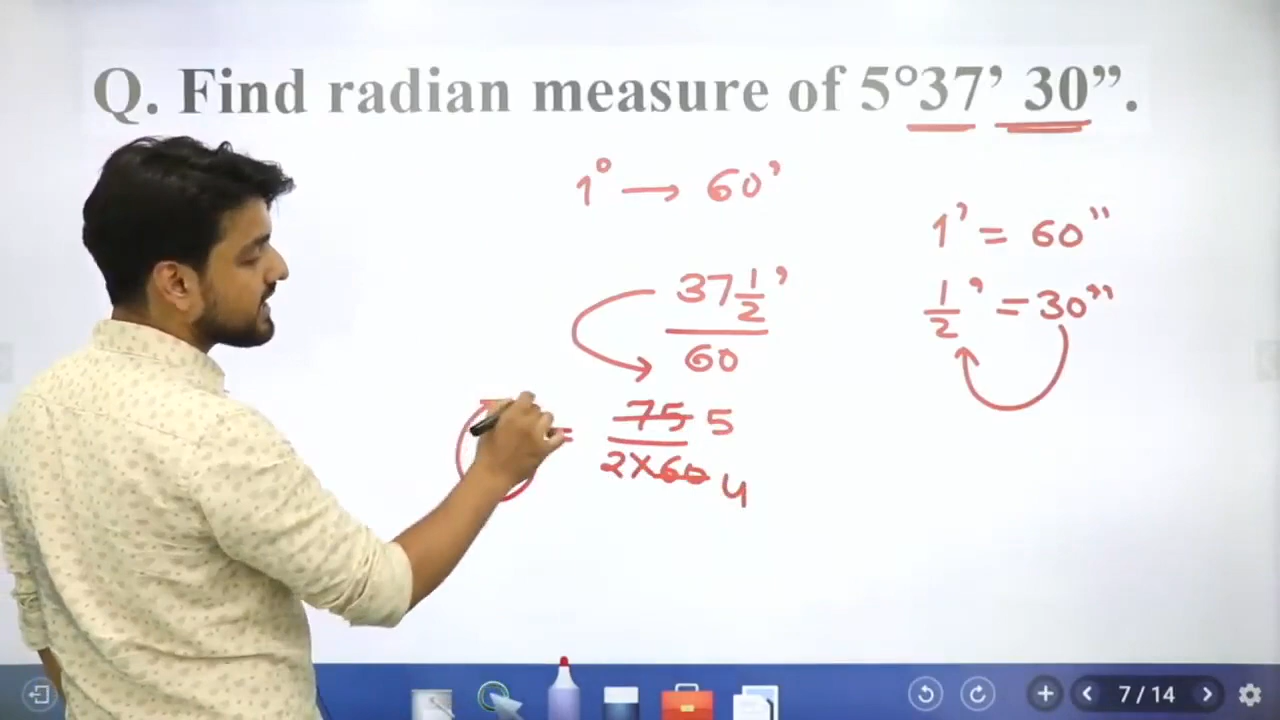 Q. Find radian measure of 5°37’ 30”.
1° → 60’
1’ = 60”
37 1/2’
60
1/2’ = 30”
= 75 5
2×60 4
7 / 14